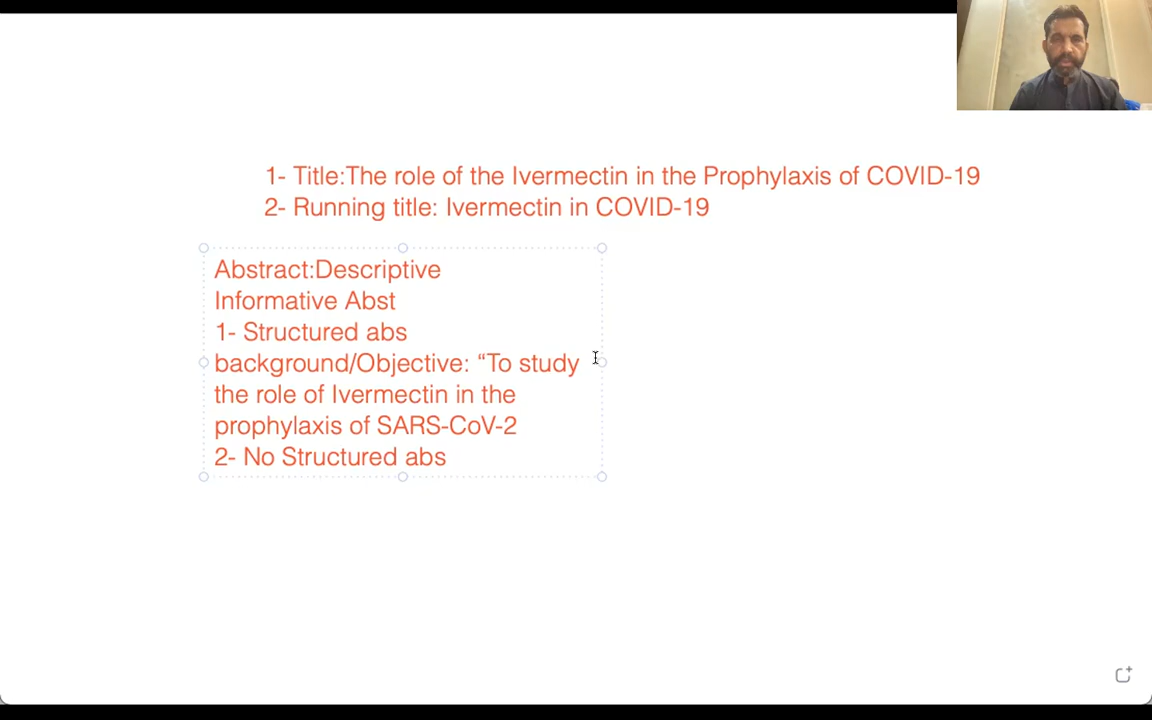 1- Title:The role of the Ivermectin in the Prophylaxis of COVID-19
2- Running title: Ivermectin in COVID-19
Abstract:Descriptive
Informative Abst
1- Structured abs
background/Objective: “To study
the role of Ivermectin in the
prophylaxis of SARS-CoV-2
2- No Structured abs